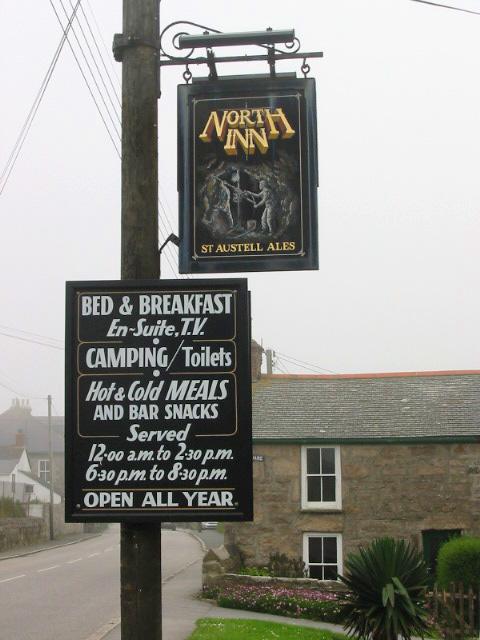 NORTH
INN
ST AUSTELL ALES
BED & BREAKFAST
En-Suite, T.V.
CAMPING/Toilets
Hot & Cold MEALS
AND BAR SNACKS
Served
12·00 a.m. to 2·30 p.m.
6·30 p.m. to 8·30 p.m.
OPEN ALL YEAR